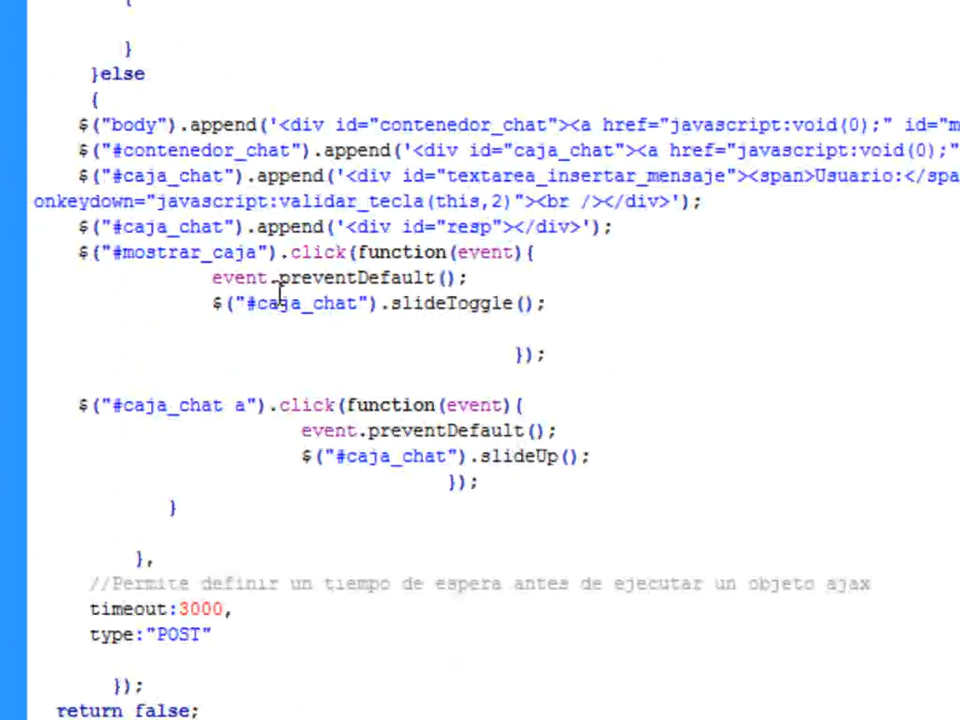 {
}
}else
{
$("body").append('<div id="contenedor_chat"><a href="javascript:void(0);" id="m
$("#contenedor_chat").append('<div id="caja_chat"><a href="javascript:void(0);"
$("#caja_chat").append('<div id="textarea_insertar_mensaje"><span>Usuario:</spa
onkeydown="javascript:validar_tecla(this,2)"><br /></div>');
$("#caja_chat").append('<div id="resp"></div>');
$("#mostrar_caja").click(function(event){
event.preventDefault();
$("#caja_chat").slideToggle();
});
$("#caja_chat a").click(function(event){
event.preventDefault();
$("#caja_chat").slideUp();
});
}
},
//Permite definir un tiempo de espera antes de ejecutar un objeto ajax
timeout:3000,
type:"POST"
});
return false;